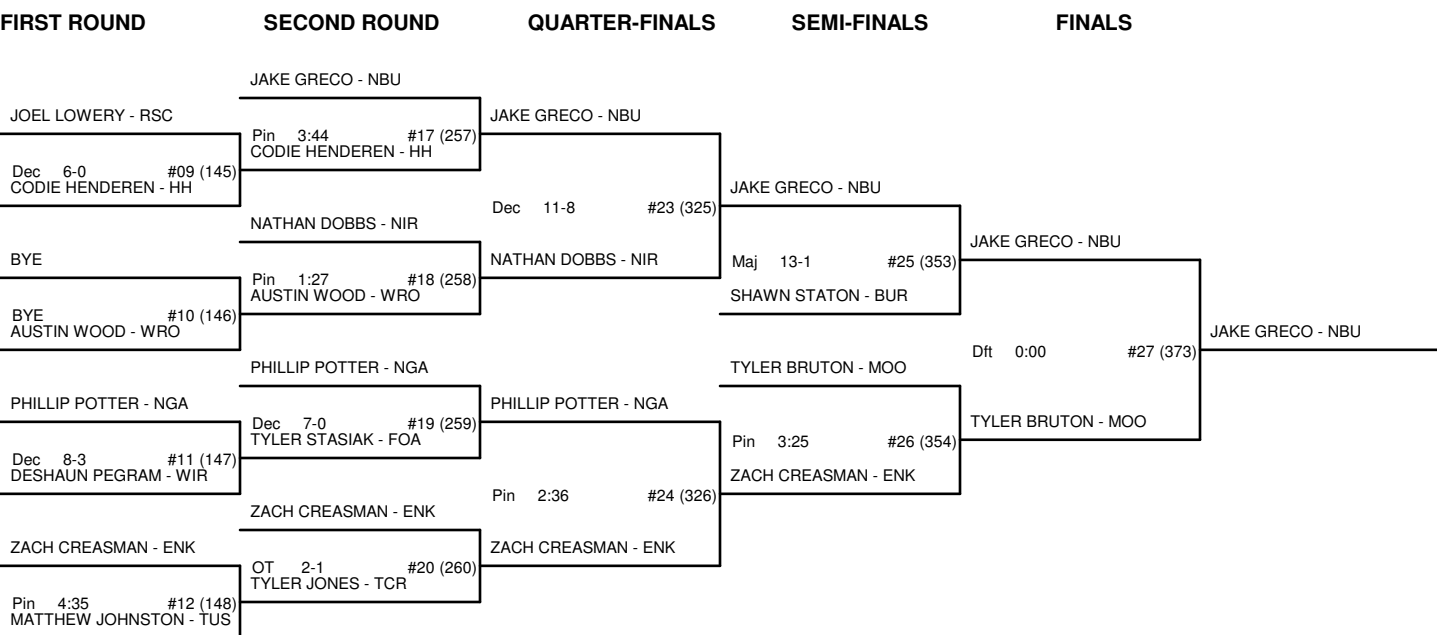 FIRST ROUND SECOND ROUND QUARTER-FINALS SEMI-FINALS FINALS
JAKE GRECO - NBU
JOEL LOWERY - RSC
JAKE GRECO - NBU
Pin 3:44 #17 (257)
CODIE HENDEREN - HH
Dec 6-0 #09 (145)
CODIE HENDEREN - HH
JAKE GRECO - NBU
Dec 11-8 #23 (325)
NATHAN DOBBS - NIR
JAKE GRECO - NBU
BYE
NATHAN DOBBS - NIR
Maj 13-1 #25 (353)
Pin 1:27 #18 (258)
AUSTIN WOOD - WRO
SHAWN STATON - BUR
BYE #10 (146)
AUSTIN WOOD - WRO
JAKE GRECO - NBU
Dft 0:00 #27 (373)
PHILLIP POTTER - NGA
TYLER BRUTON - MOO
PHILLIP POTTER - NGA
PHILLIP POTTER - NGA
Dec 7-0 #19 (259)
TYLER STASIAK - FOA
TYLER BRUTON - MOO
Pin 3:25 #26 (354)
Dec 8-3 #11 (147)
DESHAUN PEGRAM - WIR
ZACH CREASMAN - ENK
Pin 2:36 #24 (326)
ZACH CREASMAN - ENK
ZACH CREASMAN - ENK
ZACH CREASMAN - ENK
OT 2-1 #20 (260)
TYLER JONES - TCR
Pin 4:35 #12 (148)
MATTHEW JOHNSTON - TUS